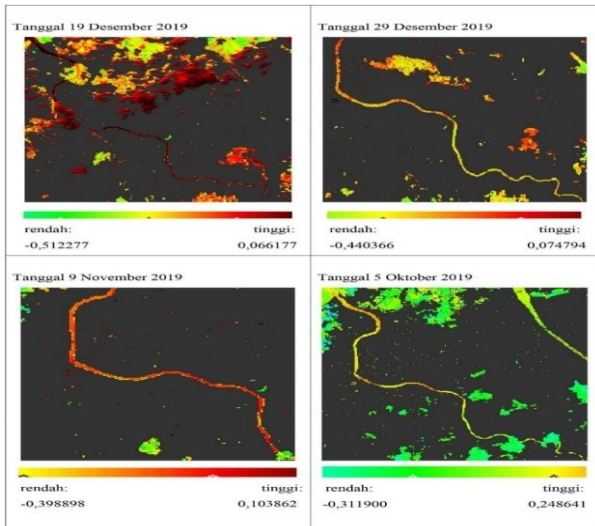 Tanggal 19 Desember 2019
rendah: tinggi:
-0,512277 0,066177
Tanggal 29 Desember 2019
rendah: tinggi:
-0,440366 0,074794
Tanggal 9 November 2019
rendah: tinggi:
-0,398898 0,103862
Tanggal 5 Oktober 2019
rendah: tinggi:
-0,311900 0,248641